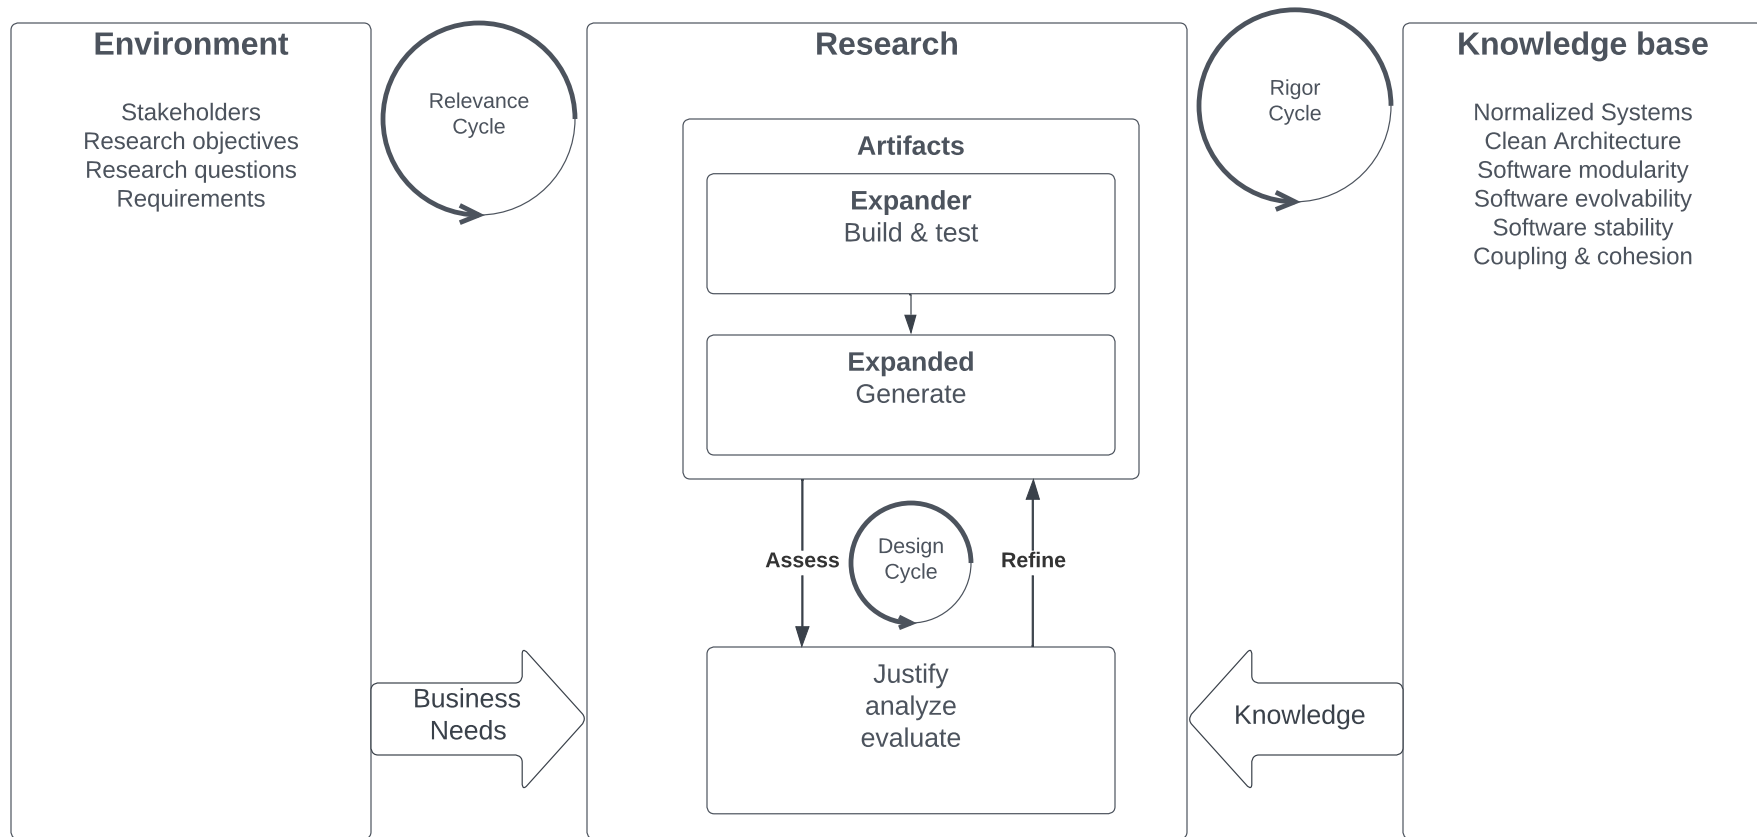 Environment
Stakeholders
Research objectives
Research questions
Requirements
Relevance
Cycle
Business
Needs
Research
Artifacts
Expander
Build & test
Expanded
Generate
Assess
Design
Cycle
Refine
Justify
analyze
evaluate
Rigor
Cycle
Knowledge
Knowledge base
Normalized Systems
Clean Architecture
Software modularity
Software evolvability
Software stability
Coupling & cohesion